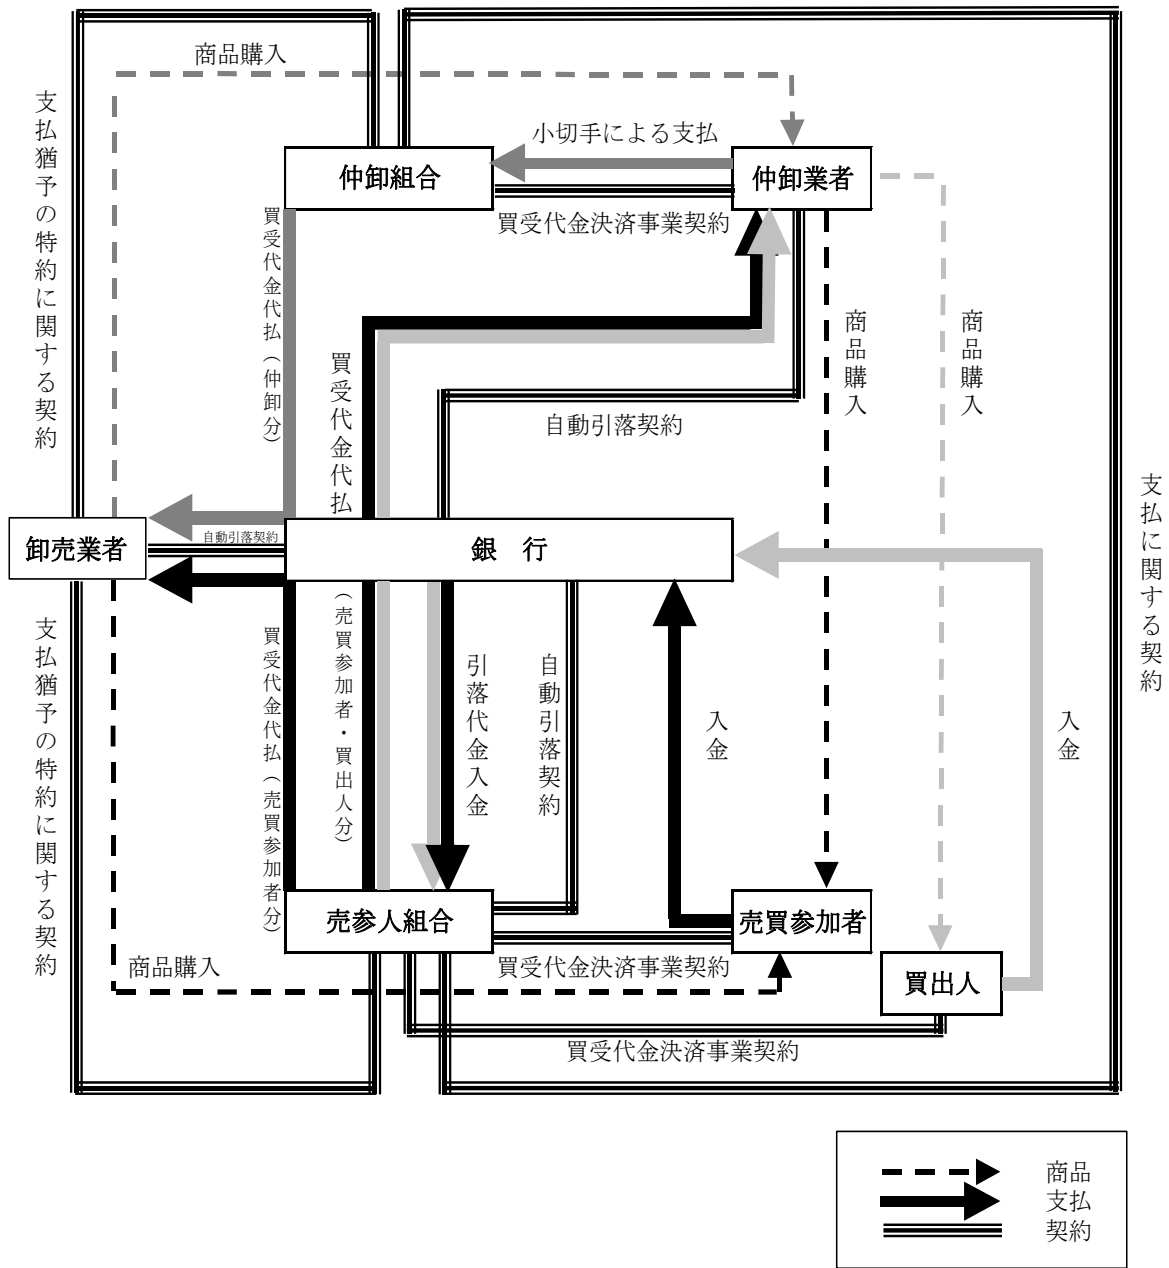 商品購入
支払猶予の特約に関する契約
小切手による支払
仲卸組合
仲卸業者
買受代金決済事業契約
買受代金代払（仲卸分）
買受代金代払
商品購入
商品購入
自動引落契約
支払に関する契約
卸売業者
自動引落契約
銀　行
支払猶予の特約に関する契約
買受代金代払（売買参加者分）
（売買参加者・買出人分）
引落代金入金
自動引落契約
入金
入金
売参人組合
売買参加者
商品購入
買受代金決済事業契約
買出人
買受代金決済事業契約
商品
支払
契約